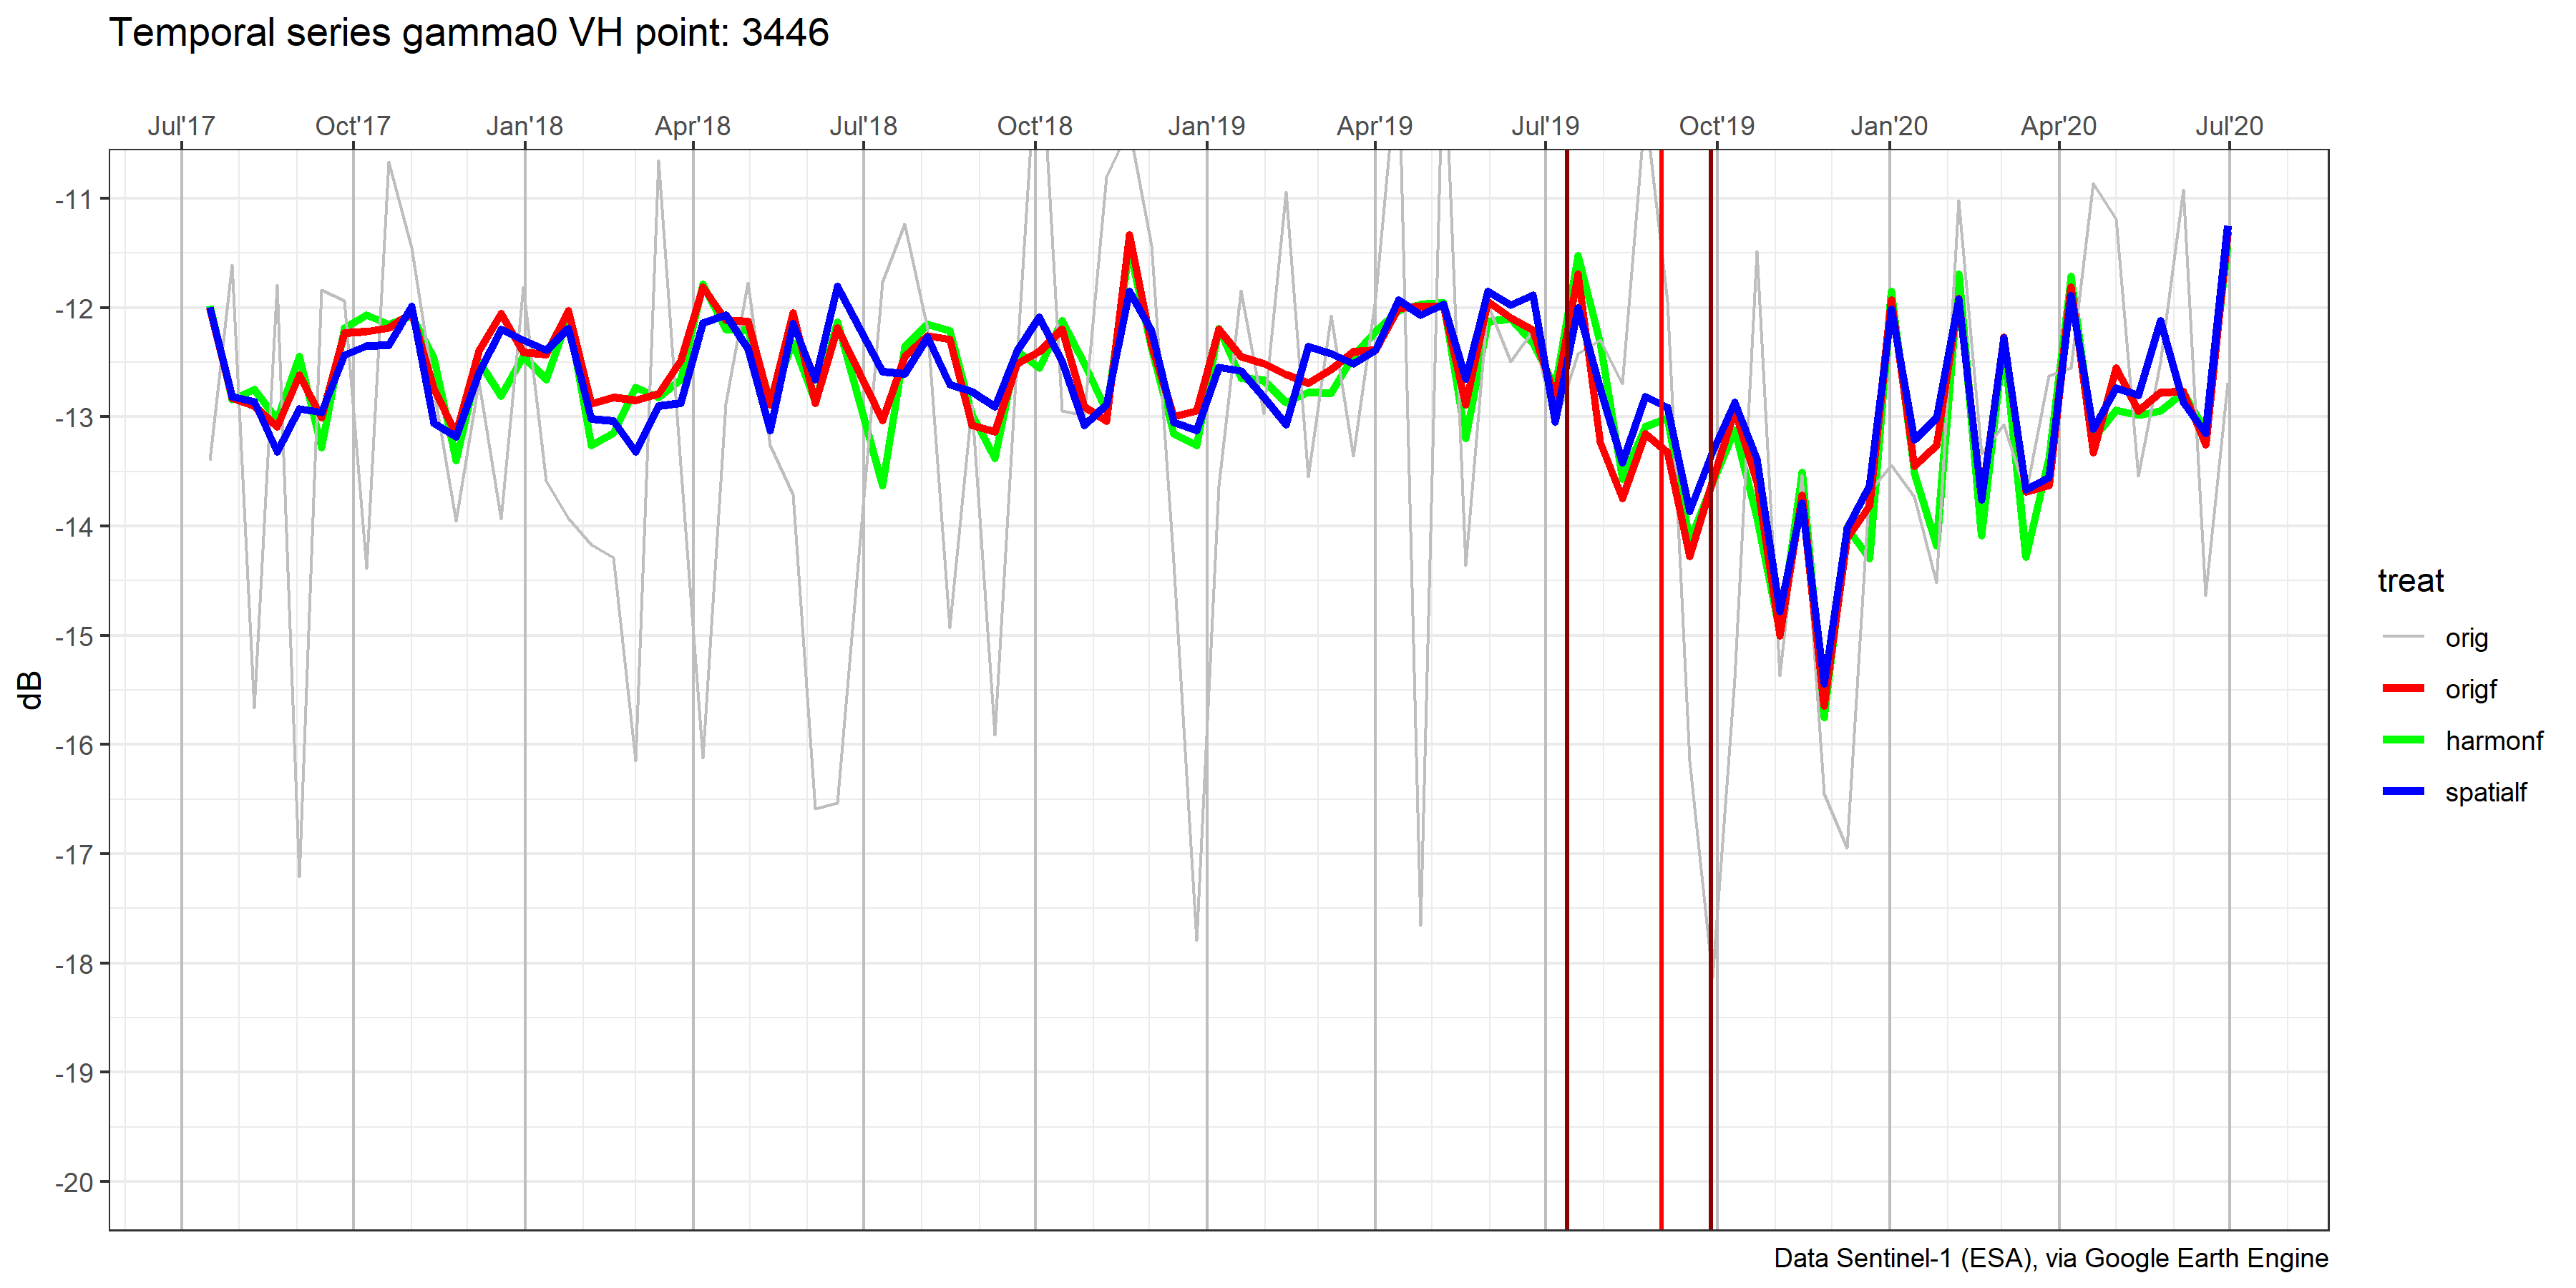 Temporal series gamma0 VH point: 3446
Jul'17 Oct'17 Jan'18 Apr'18 Jul'18 Oct'18 Jan'19 Apr'19 Jul'19 Oct'19 Jan'20 Apr'20 Jul'20
-11
-12
-13
-14
-15
-16
-17
-18
-19
-20
dB
treat
orig
origf
harmonf
spatialf
Data Sentinel-1 (ESA), via Google Earth Engine